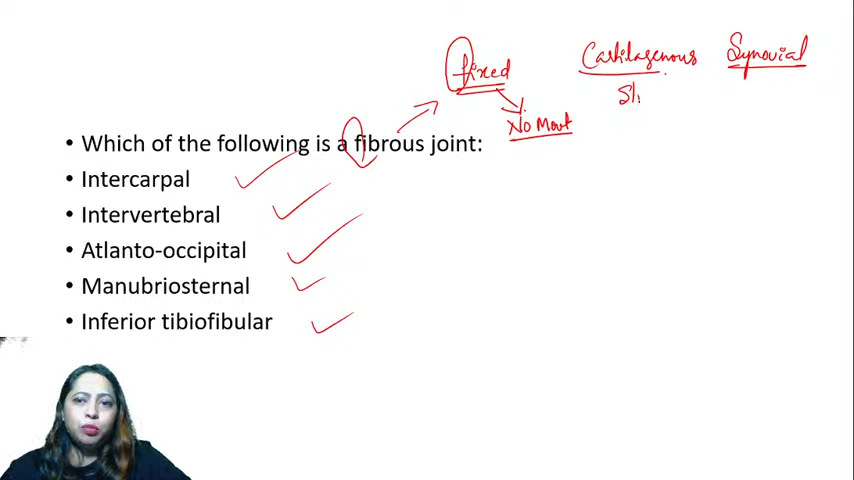 fixed Cartilagenous Synovial
No Movt Sl.
• Which of the following is a fibrous joint:
• Intercarpal
• Intervertebral
• Atlanto-occipital
• Manubriosternal
• Inferior tibiofibular